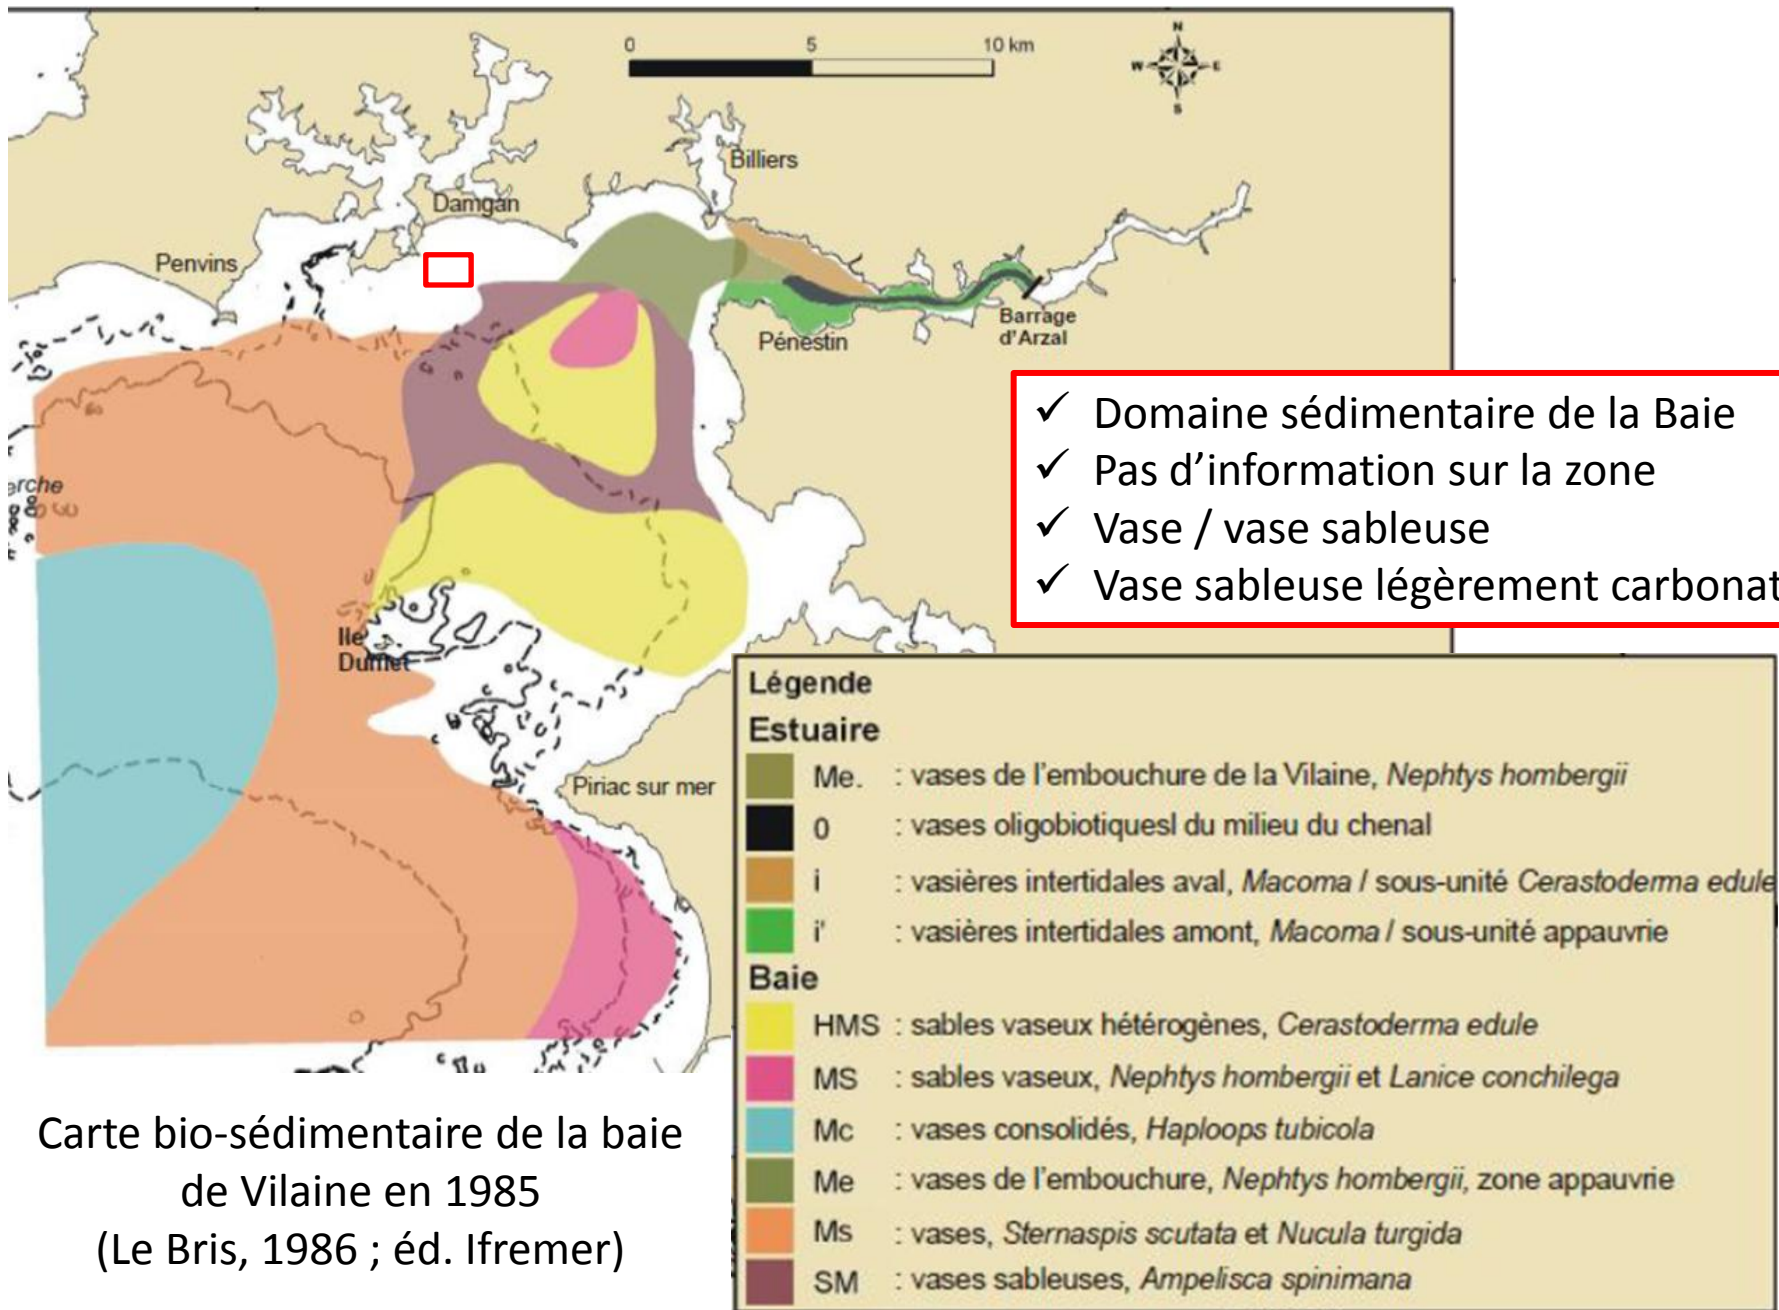 0 5 10 km
N
W E
S
Billiers
Damgan
Penvins
Barrage
d'Arzal
Pénestin
✓ Domaine sédimentaire de la Baie
✓ Pas d'information sur la zone
✓ Vase / vase sableuse
✓ Vase sableuse légèrement carbonat
erche
Ile
Dumet
Piriac sur mer
Légende
Estuaire
Me. : vases de l'embouchure de la Vilaine, Nephtys hombergii
0 : vases oligobiotiquesl du milieu du chenal
i : vasières intertidales aval, Macoma / sous-unité Cerastoderma edule
i' : vasières intertidales amont, Macoma / sous-unité appauvrie
Baie
HMS : sables vaseux hétérogènes, Cerastoderma edule
MS : sables vaseux, Nephtys hombergii et Lanice conchilega
Mc : vases consolidés, Haploops tubicola
Me : vases de l'embouchure, Nephtys hombergii, zone appauvrie
Ms : vases, Sternaspis scutata et Nucula turgida
SM : vases sableuses, Ampelisca spinimana
Carte bio-sédimentaire de la baie
de Vilaine en 1985
(Le Bris, 1986 ; éd. Ifremer)